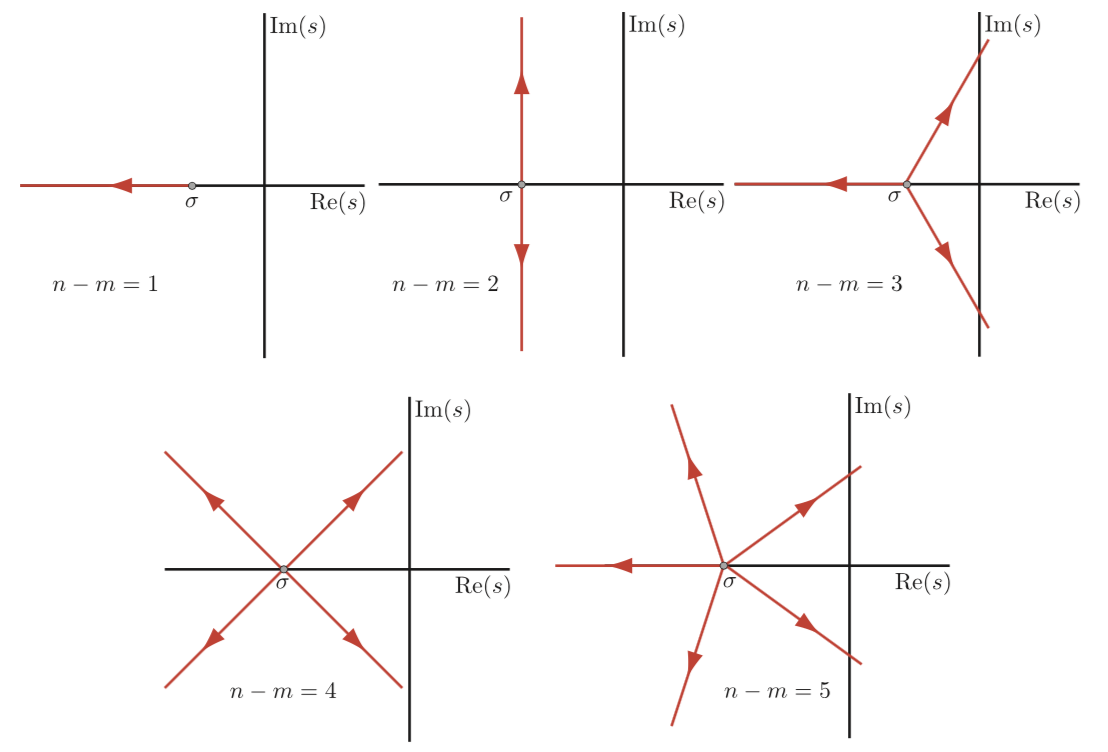 Im(s)
σ
Re(s)
n − m = 1
Im(s)
σ
Re(s)
n − m = 2
Im(s)
σ
Re(s)
n − m = 3
Im(s)
σ
Re(s)
n − m = 4
Im(s)
σ
Re(s)
n − m = 5